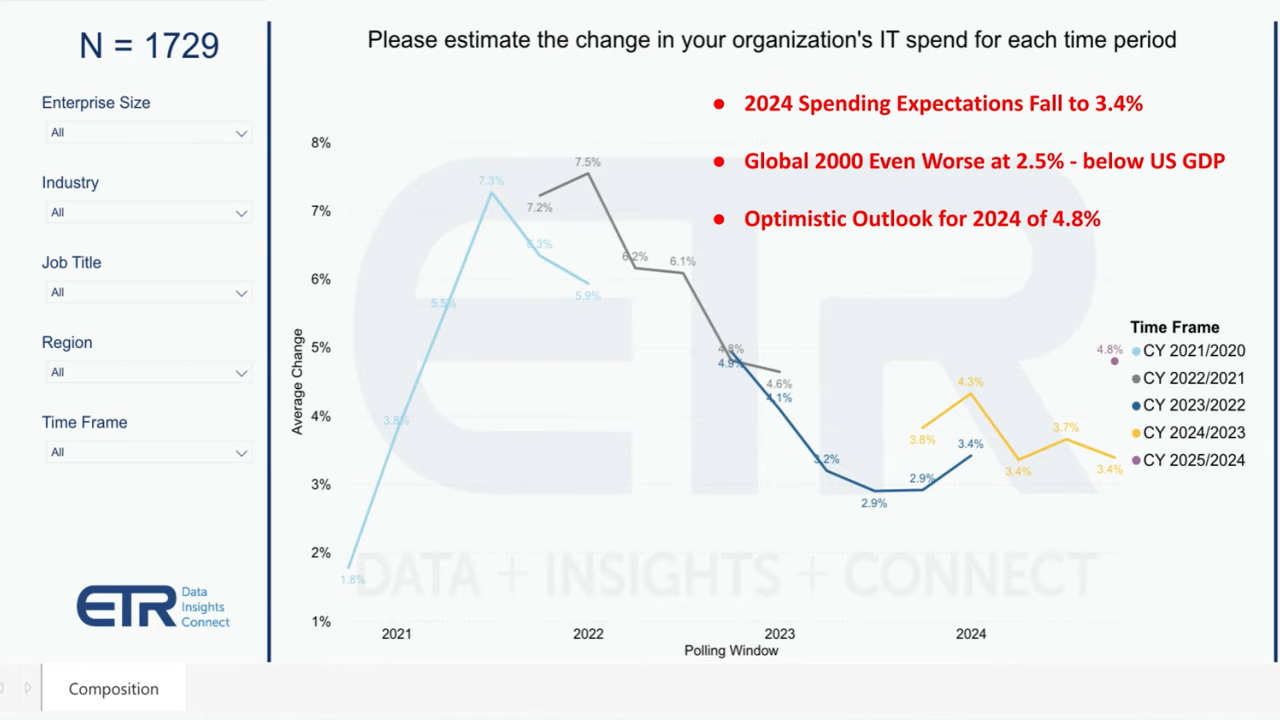 N = 1729
Please estimate the change in your organization's IT spend for each time period
Enterprise Size
All
Industry
All
Job Title
All
Region
All
Time Frame
All
ETR Data
Insights
Connect
● 2024 Spending Expectations Fall to 3.4%
● Global 2000 Even Worse at 2.5% - below US GDP
● Optimistic Outlook for 2024 of 4.8%
Average Change
8%
7%
6%
5%
4%
3%
2%
1%
1.8%
3.8%
5.5%
7.3%
6.3%
5.9%
7.2%
7.5%
6.2%
6.1%
4.8%
4.6%
4.9%
4.1%
3.2%
2.9%
2.9%
3.4%
3.8%
4.3%
3.4%
3.7%
3.4%
4.8%
Time Frame
CY 2021/2020
CY 2022/2021
CY 2023/2022
CY 2024/2023
CY 2025/2024
ETR
DATA + INSIGHTS + CONNECT
2021 2022 2023 2024
Polling Window
Composition